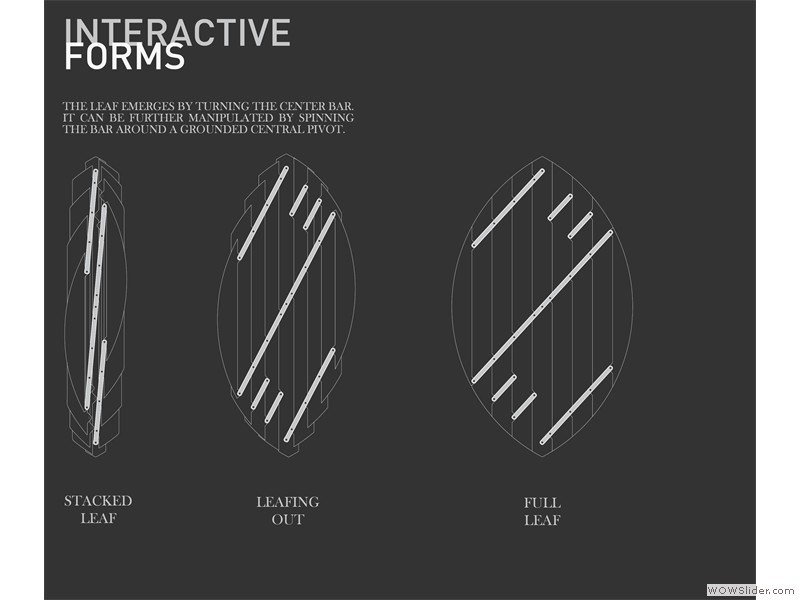 INTERACTIVE
FORMS
THE LEAF EMERGES BY TURNING THE CENTER BAR.
IT CAN BE FURTHER MANIPULATED BY SPINNING
THE BAR AROUND A GROUNDED CENTRAL PIVOT.
STACKED
LEAF
LEAFING
OUT
FULL
LEAF
WOWSlider.com